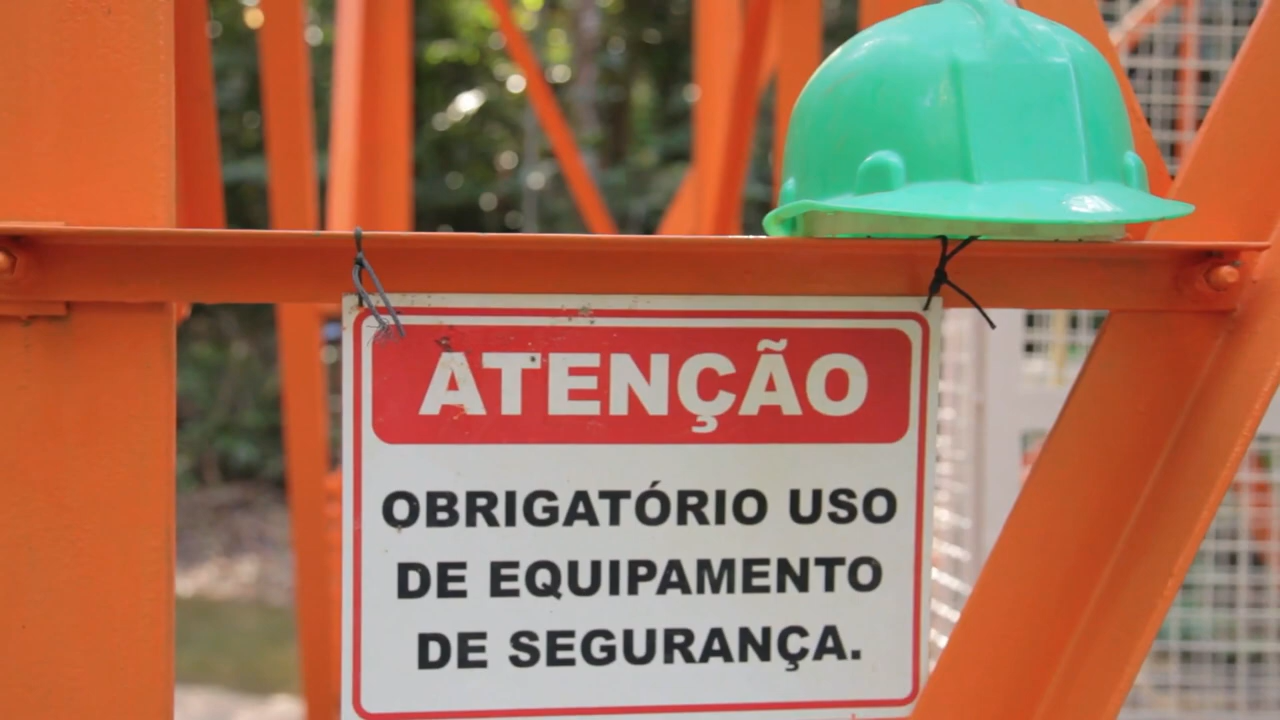 ATENÇÃO
OBRIGATÓRIO USO
DE EQUIPAMENTO
DE SEGURANÇA.